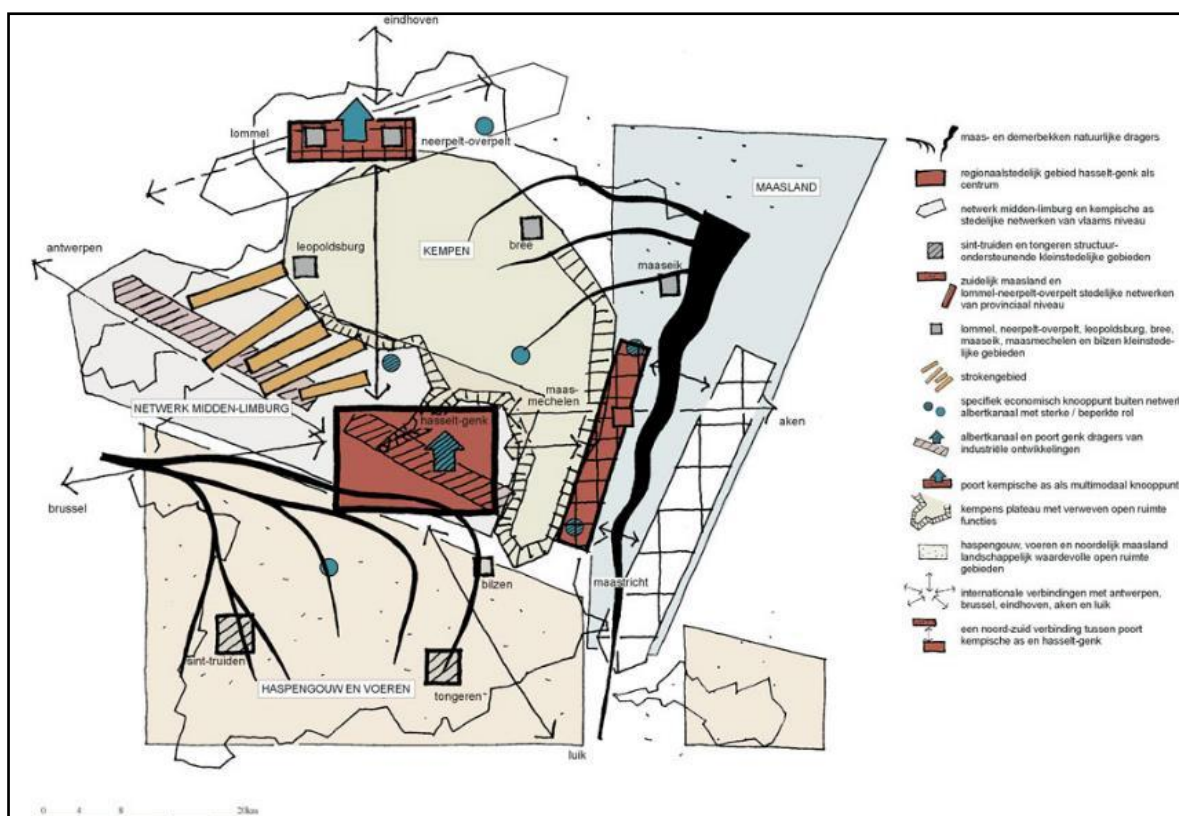 eindhoven
lommel
neerpelt-overpelt
MAASLAND
antwerpen
leopoldsburg
KEMPEN
bree
maaseik
NETWERK MIDDEN-LIMBURG
maas-
mechelen
hasselt-genk
aken
brussel
bilzen
maastricht
sint-truiden
HASPENGOUW EN VOEREN
tongeren
luik
0 4 8 20km
maas- en demerbekken natuurlijke dragers
regionaalstedelijk gebied hasselt-genk als
centrum
netwerk midden-limburg en kempische as
stedelijke netwerken van vlaams niveau
sint-truiden en tongeren structuur-
ondersteunende kleinstedelijke gebieden
zuidelijk maasland en
lommel-neerpelt-overpelt stedelijke netwerken
van provinciaal niveau
lommel, neerpelt-overpelt, leopoldsburg, bree,
maaseik, maasmechelen en bilzen kleinstede-
lijke gebieden
strokengebied
specifiek economisch knooppunt buiten netwerk
albertkanaal met sterke / beperkte rol
albertkanaal en poort genk dragers van
industriële ontwikkelingen
poort kempische as als multimodaal knooppunt
kempens plateau met verweven open ruimte
functies
haspengouw, voeren en noordelijk maasland
landschappelijk waardevolle open ruimte
gebieden
internationale verbindingen met antwerpen,
brussel, eindhoven, aken en luik
een noord-zuid verbinding tussen poort
kempische as en hasselt-genk